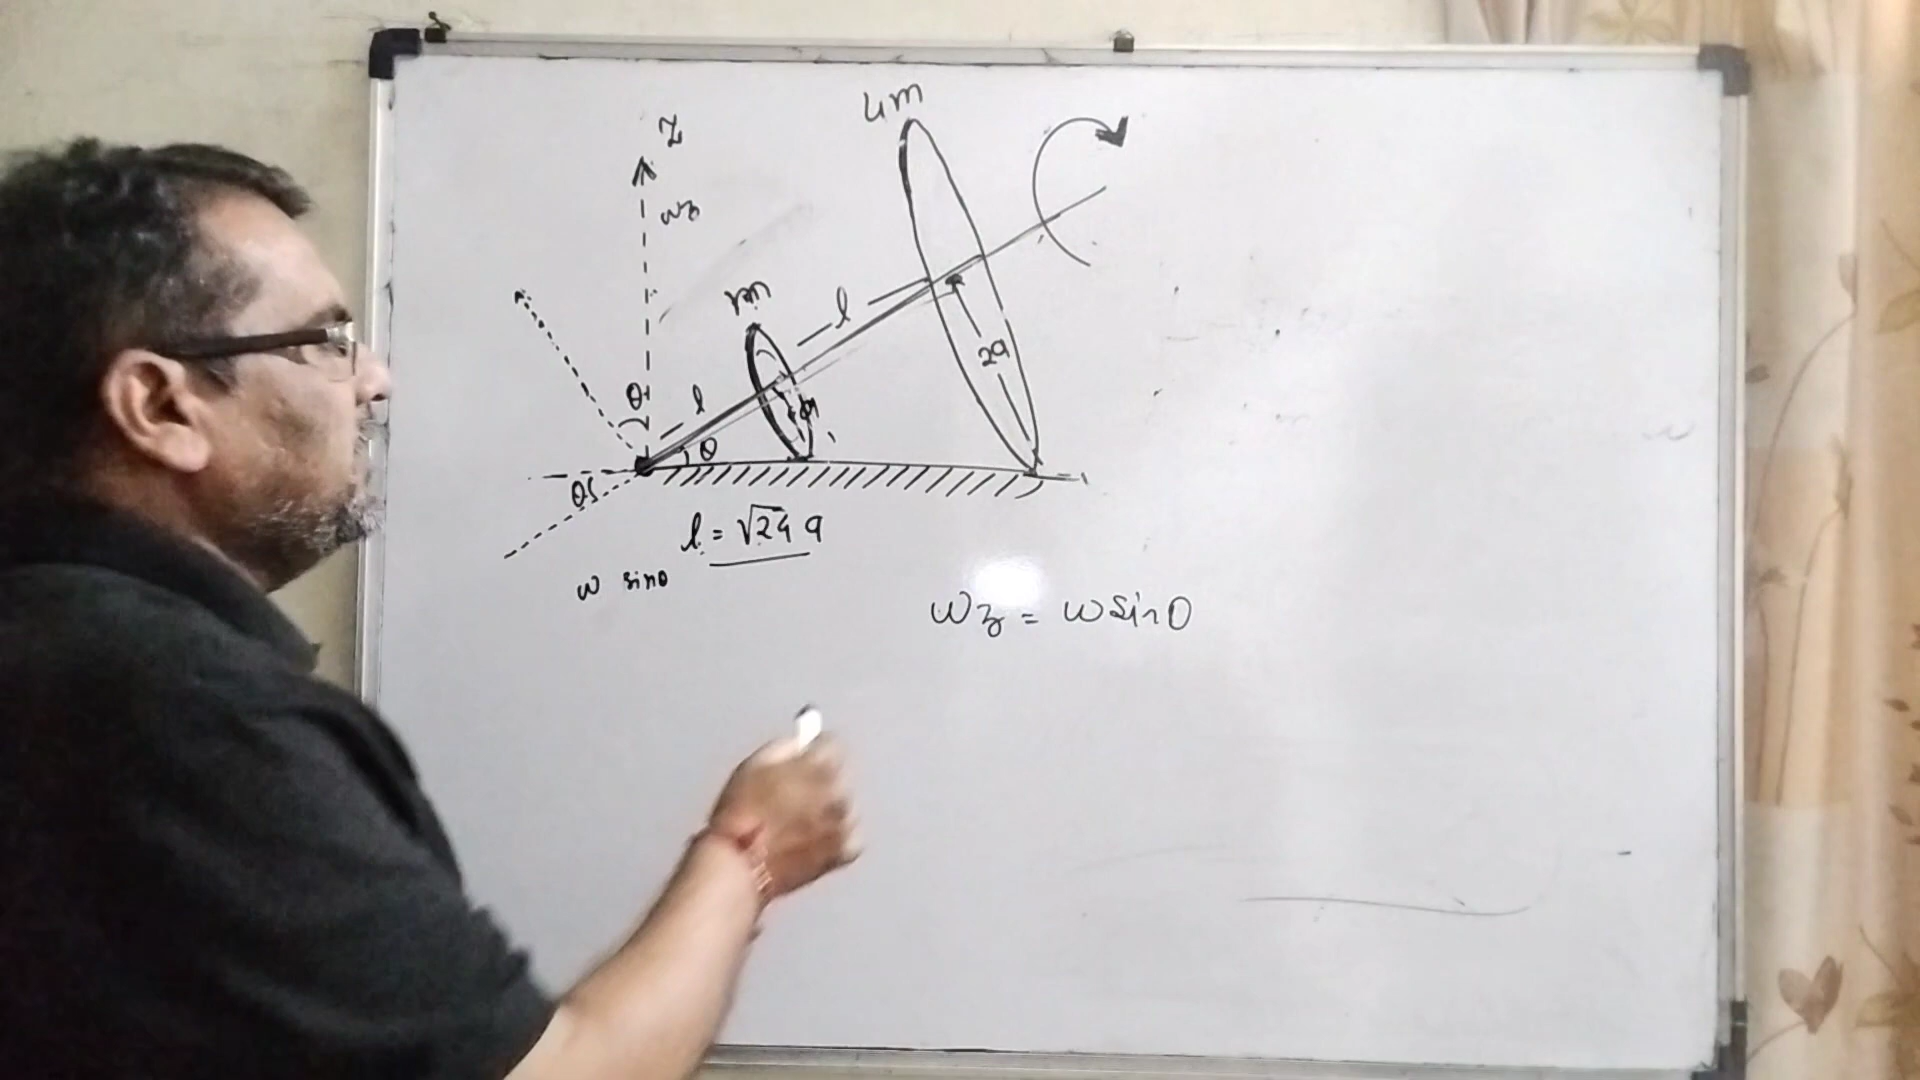 4m
z
ωz
m
l
2a
θ
l
θ
θ
l = √24 a
ω sinθ
ωz = ω sinθ